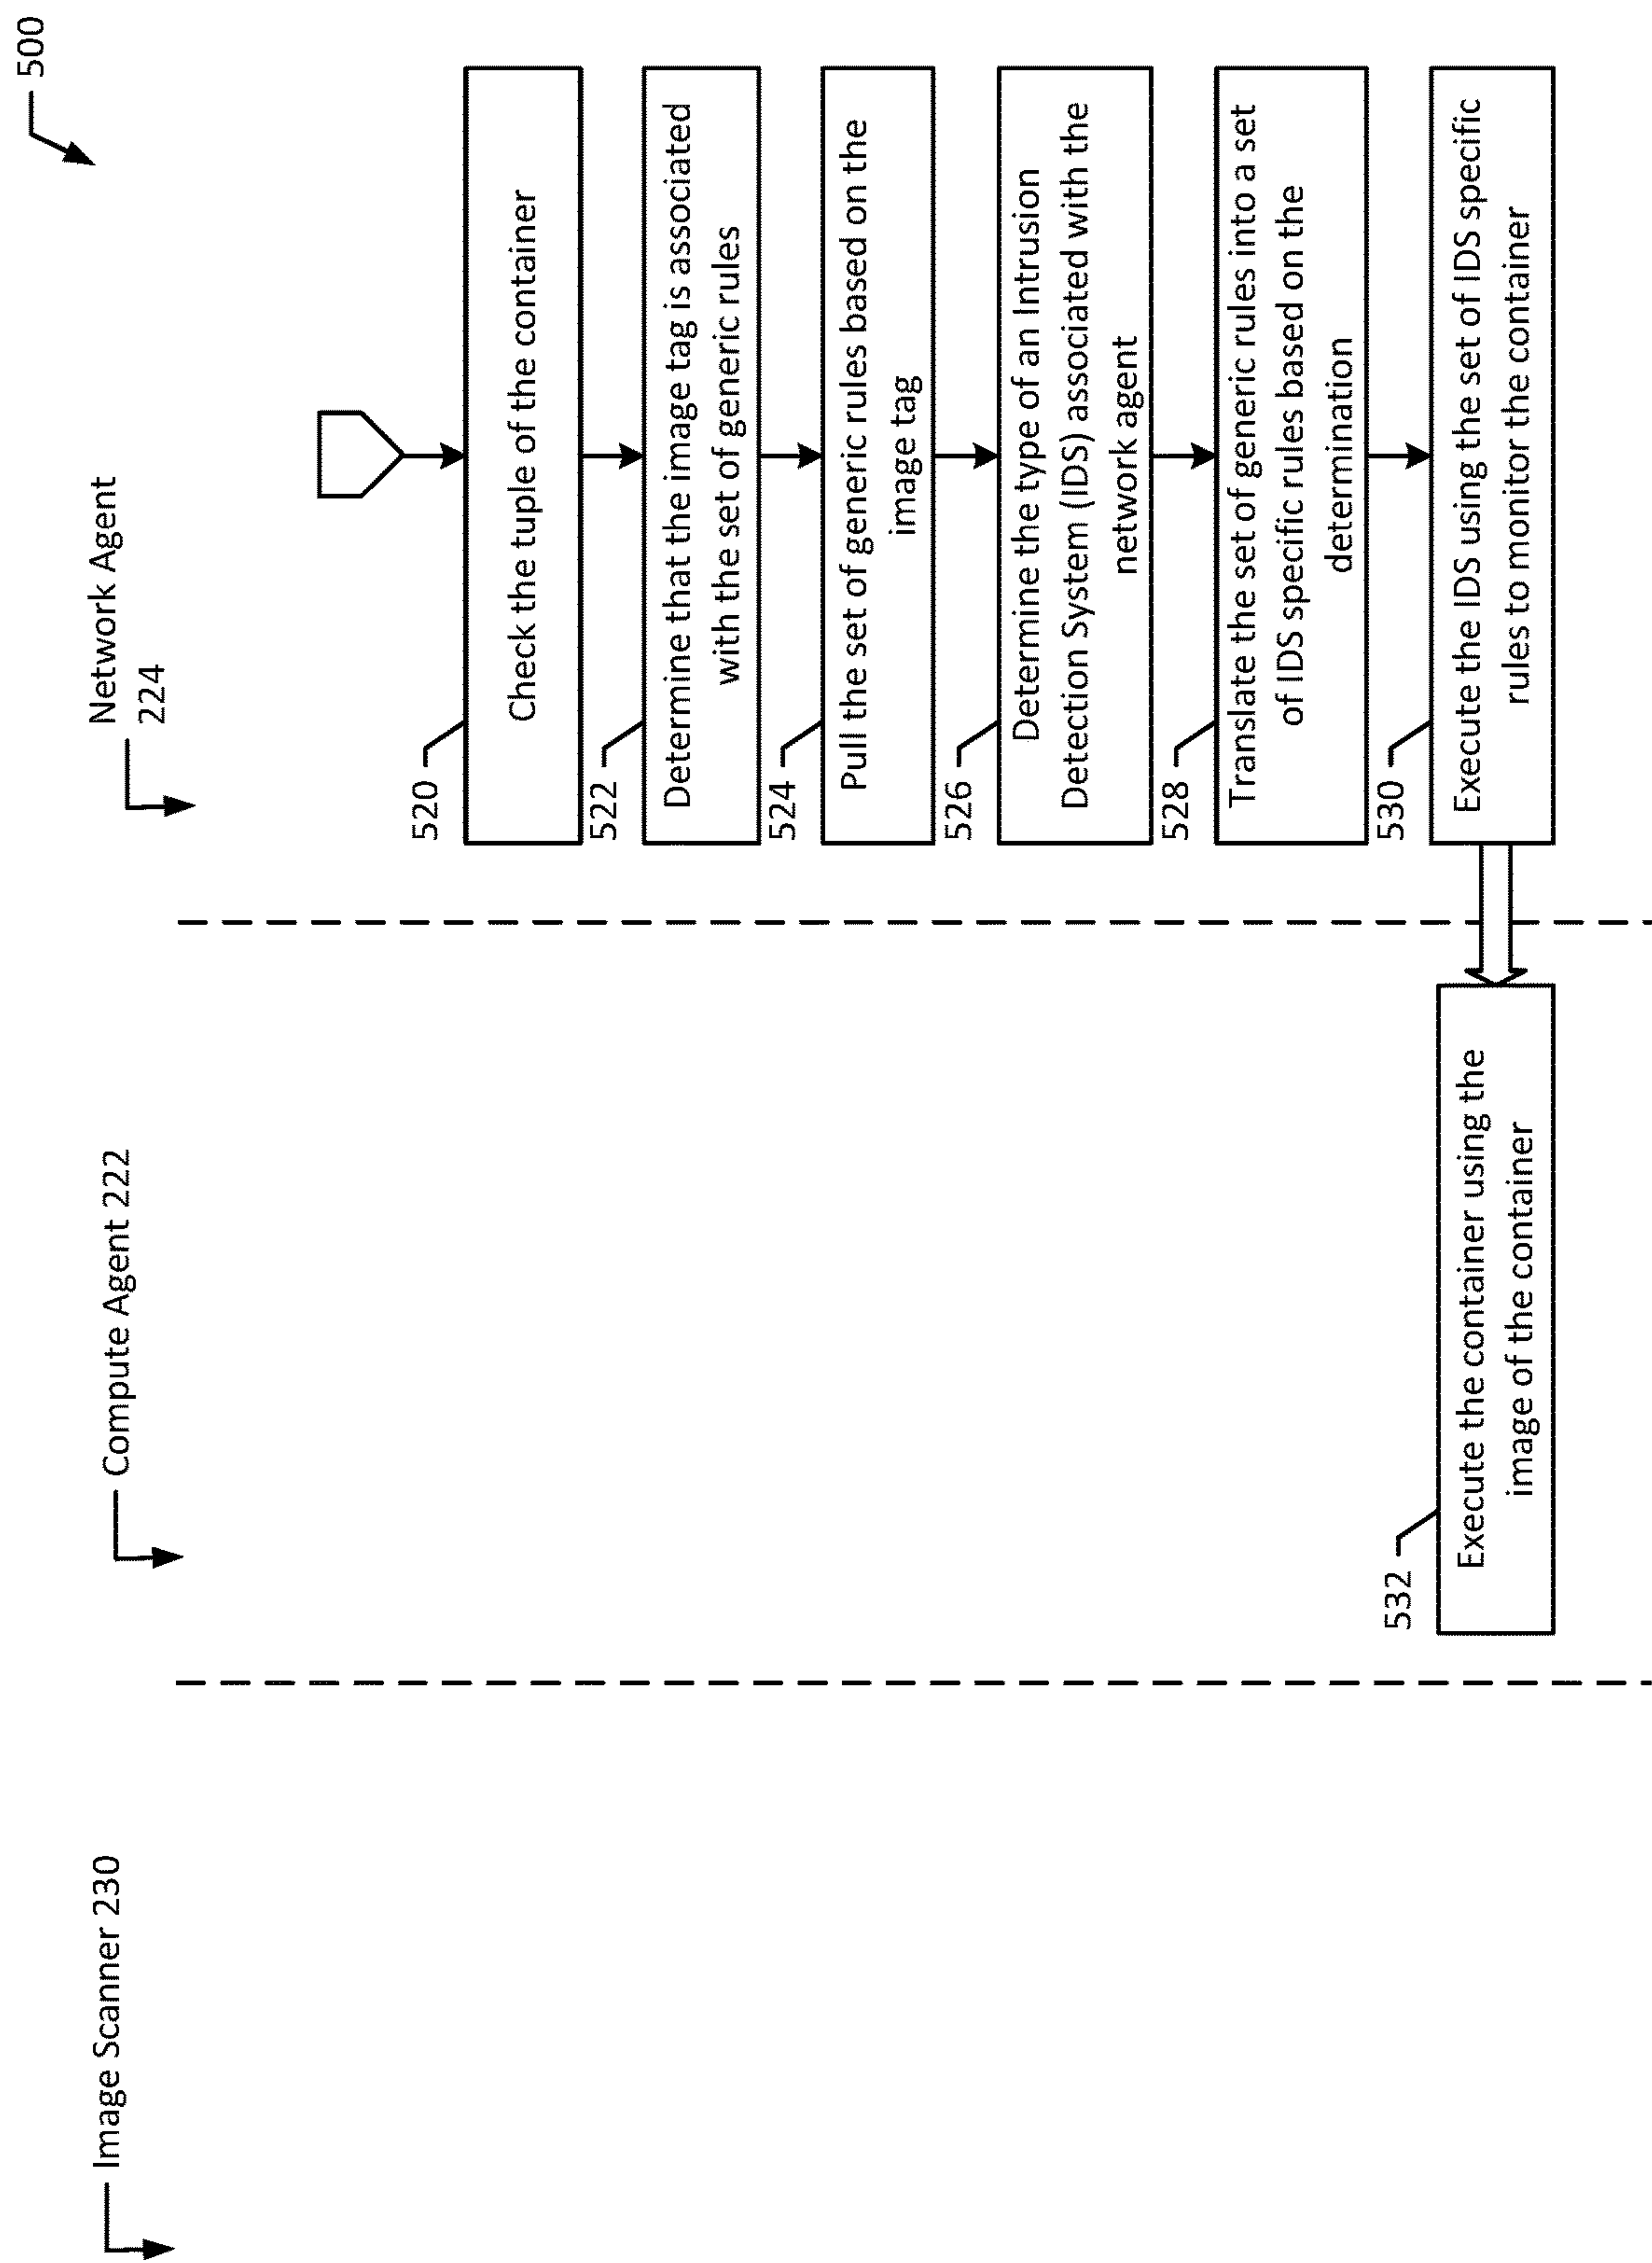 500
Image Scanner 230
Compute Agent 222
Network Agent
224
520
Check the tuple of the container
522
Determine that the image tag is associated
with the set of generic rules
524
Pull the set of generic rules based on the
image tag
526
Determine the type of an Intrusion
Detection System (IDS) associated with the
network agent
528
Translate the set of generic rules into a set
of IDS specific rules based on the
determination
530
Execute the IDS using the set of IDS specific
rules to monitor the container
532
Execute the container using the
image of the container